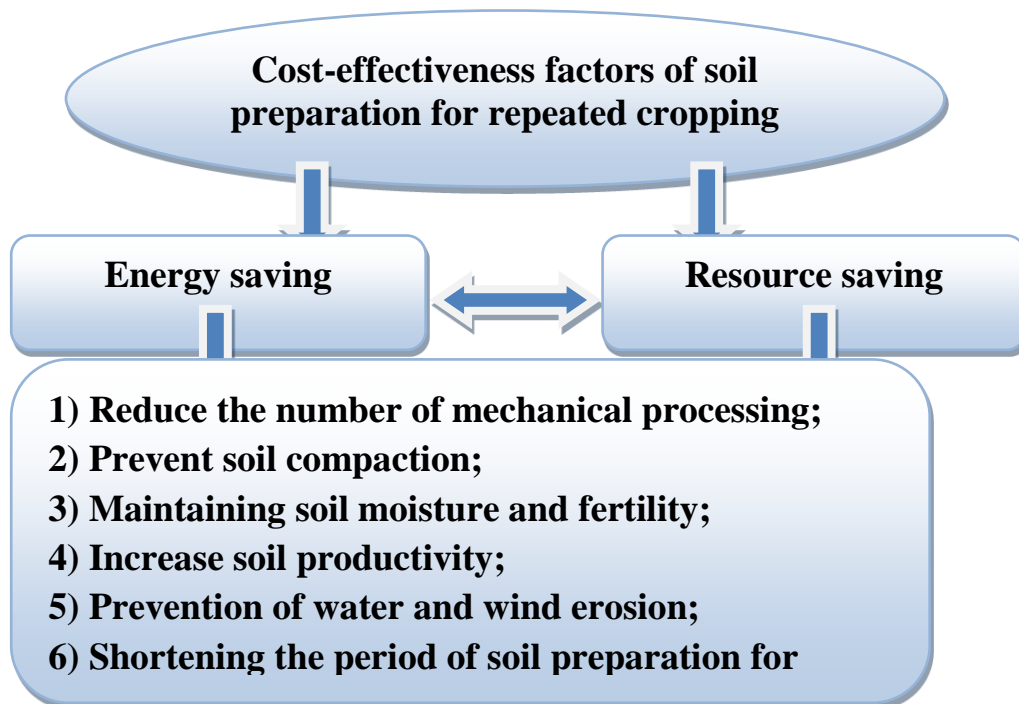 Cost-effectiveness factors of soil
preparation for repeated cropping
Energy saving
Resource saving
1) Reduce the number of mechanical processing;
2) Prevent soil compaction;
3) Maintaining soil moisture and fertility;
4) Increase soil productivity;
5) Prevention of water and wind erosion;
6) Shortening the period of soil preparation for